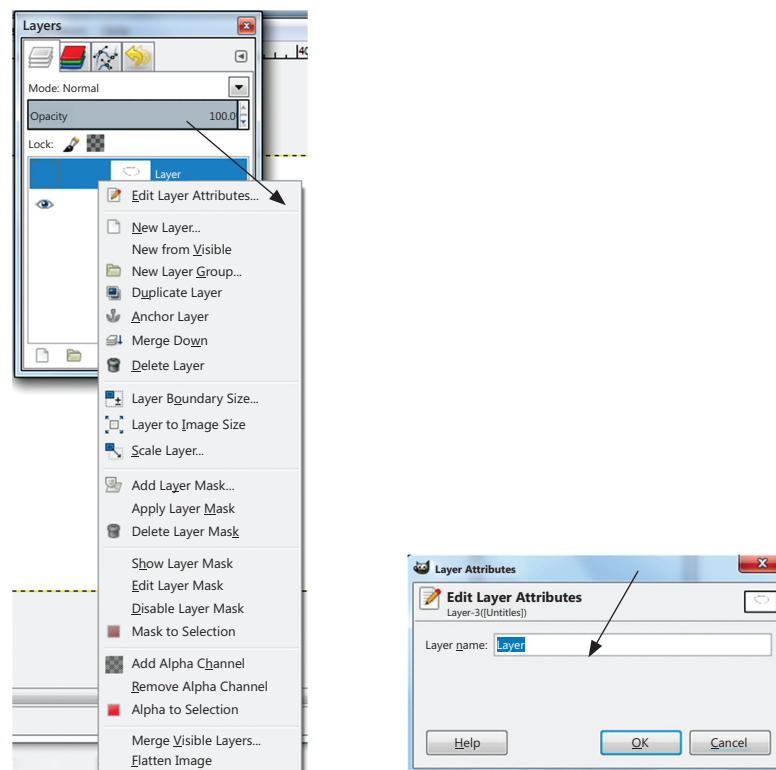 Layers
Mode: Normal
Opacity 100.0
Lock:
Layer
Edit Layer Attributes...
New Layer...
New from Visible
New Layer Group...
Duplicate Layer
Anchor Layer
Merge Down
Delete Layer
Layer Boundary Size...
Layer to Image Size
Scale Layer...
Add Layer Mask...
Apply Layer Mask
Delete Layer Mask
Show Layer Mask
Edit Layer Mask
Disable Layer Mask
Mask to Selection
Add Alpha Channel
Remove Alpha Channel
Alpha to Selection
Merge Visible Layers...
Flatten Image
Layer Attributes
Edit Layer Attributes
Layer-3([Untitles])
Layer name: Layer
Help OK Cancel